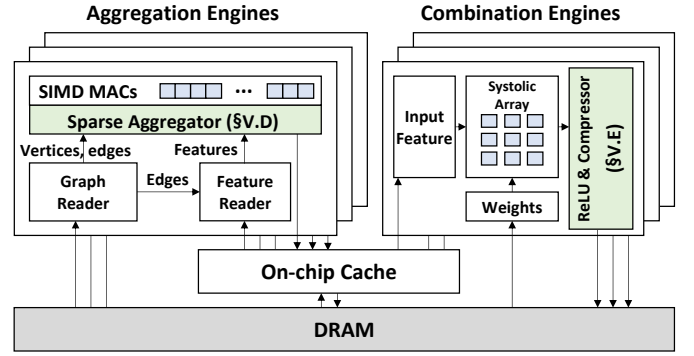 Aggregation Engines
SIMD MACs
...
Sparse Aggregator (§V.D)
Vertices, edges
Features
Graph
Reader
Edges
Feature
Reader
Combination Engines
Input
Feature
Systolic
Array
Weights
ReLU & Compressor
(§V.E)
On-chip Cache
DRAM